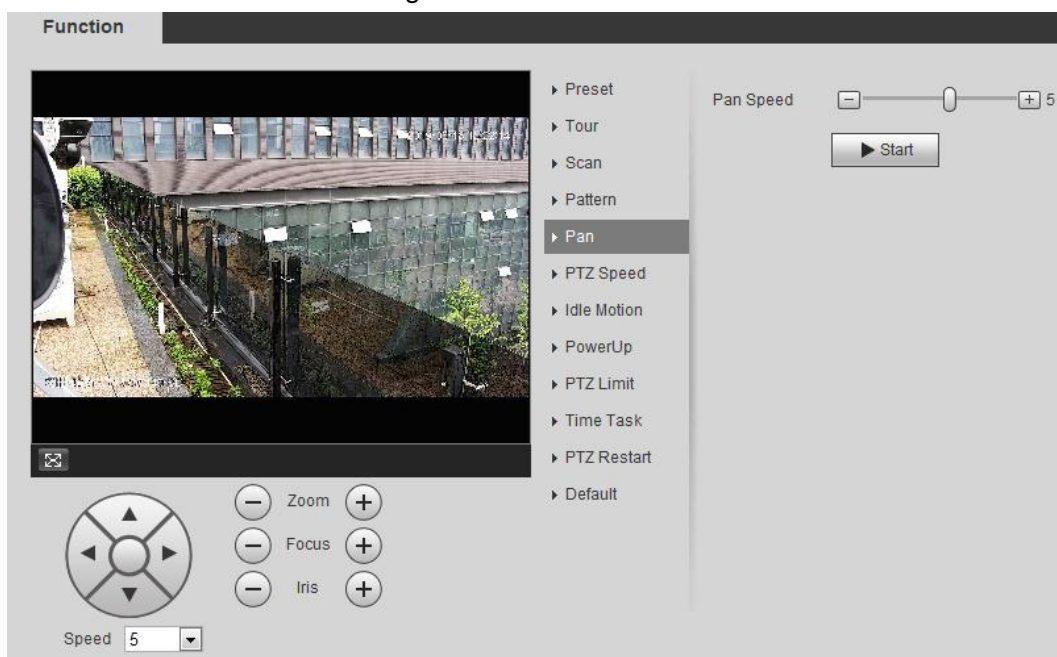 Function
Preset
Tour
Scan
Pattern
Pan
PTZ Speed
Idle Motion
PowerUp
PTZ Limit
Time Task
PTZ Restart
Default
Pan Speed
5
Start
Zoom
Focus
Iris
Speed 5